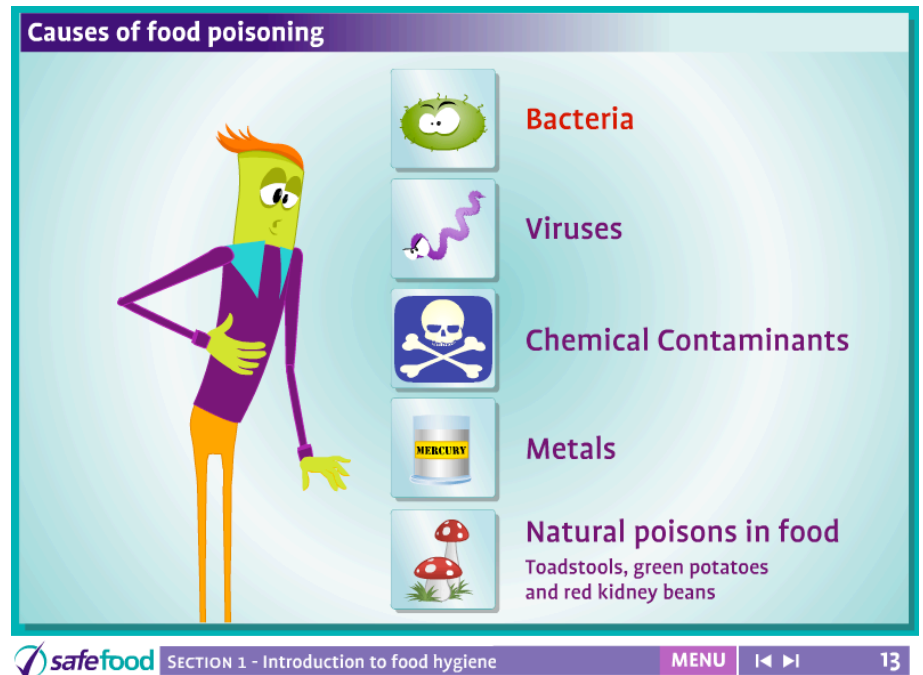 Causes of food poisoning
Bacteria
Viruses
Chemical Contaminants
MERCURY
Metals
Natural poisons in food
Toadstools, green potatoes
and red kidney beans
safefood SECTION 1 - Introduction to food hygiene MENU 13